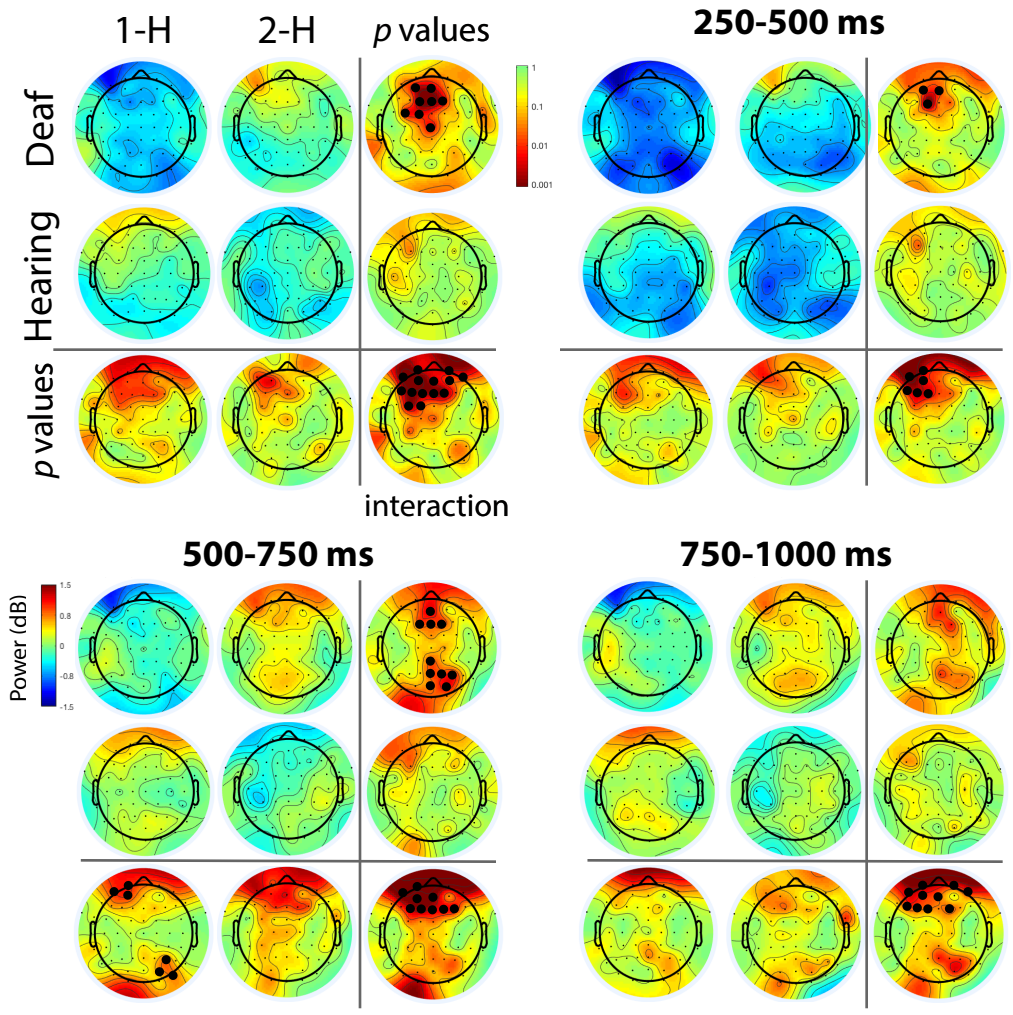 1-H 2-H p values 250-500 ms
Deaf
1
0.1
0.01
0.001
Hearing
p values
interaction
500-750 ms 750-1000 ms
Power (dB)
1.5
0.8
0
-0.8
-1.5